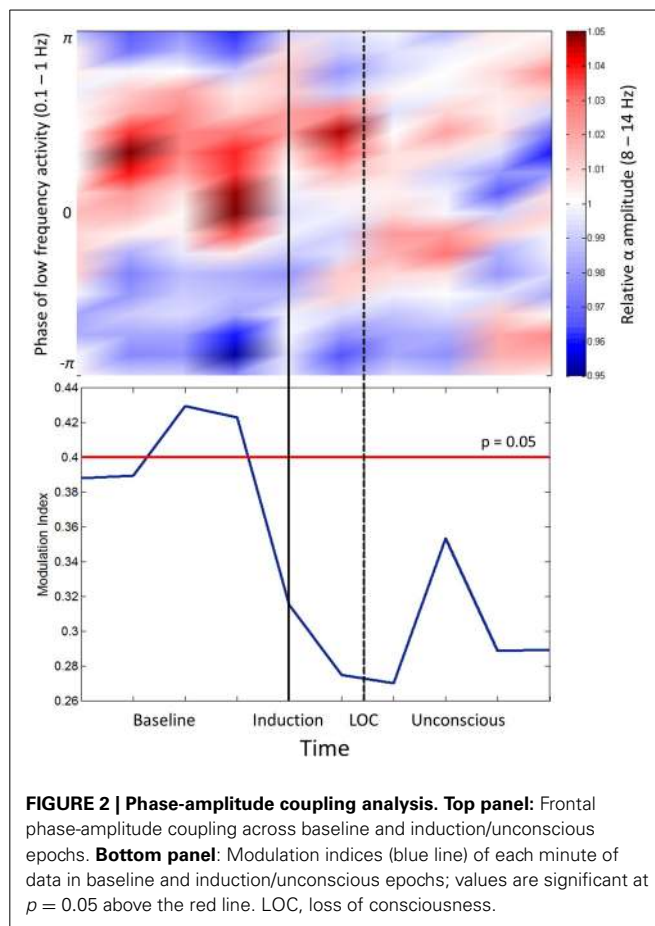 π
0
-π
Phase of low frequency activity (0.1 – 1 Hz)
1.05
1.04
1.03
1.02
1.01
1
0.99
0.98
0.97
0.96
0.95
Relative α amplitude (8 – 14 Hz)
0.44
0.42
0.4
0.38
0.36
0.34
0.32
0.3
0.28
0.26
Modulation Index
p = 0.05
Baseline Induction LOC Unconscious
Time
FIGURE 2 | Phase-amplitude coupling analysis. Top panel: Frontal
phase-amplitude coupling across baseline and induction/unconscious
epochs. Bottom panel: Modulation indices (blue line) of each minute of
data in baseline and induction/unconscious epochs; values are significant at
p = 0.05 above the red line. LOC, loss of consciousness.